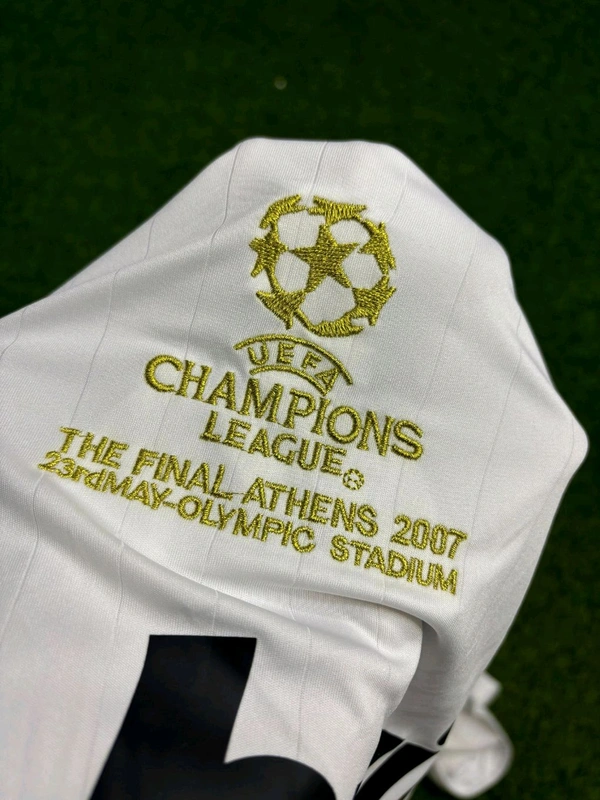 UEFA
CHAMPIONS
LEAGUE®
THE FINAL ATHENS 2007
23rdMAY-OLYMPIC STADIUM